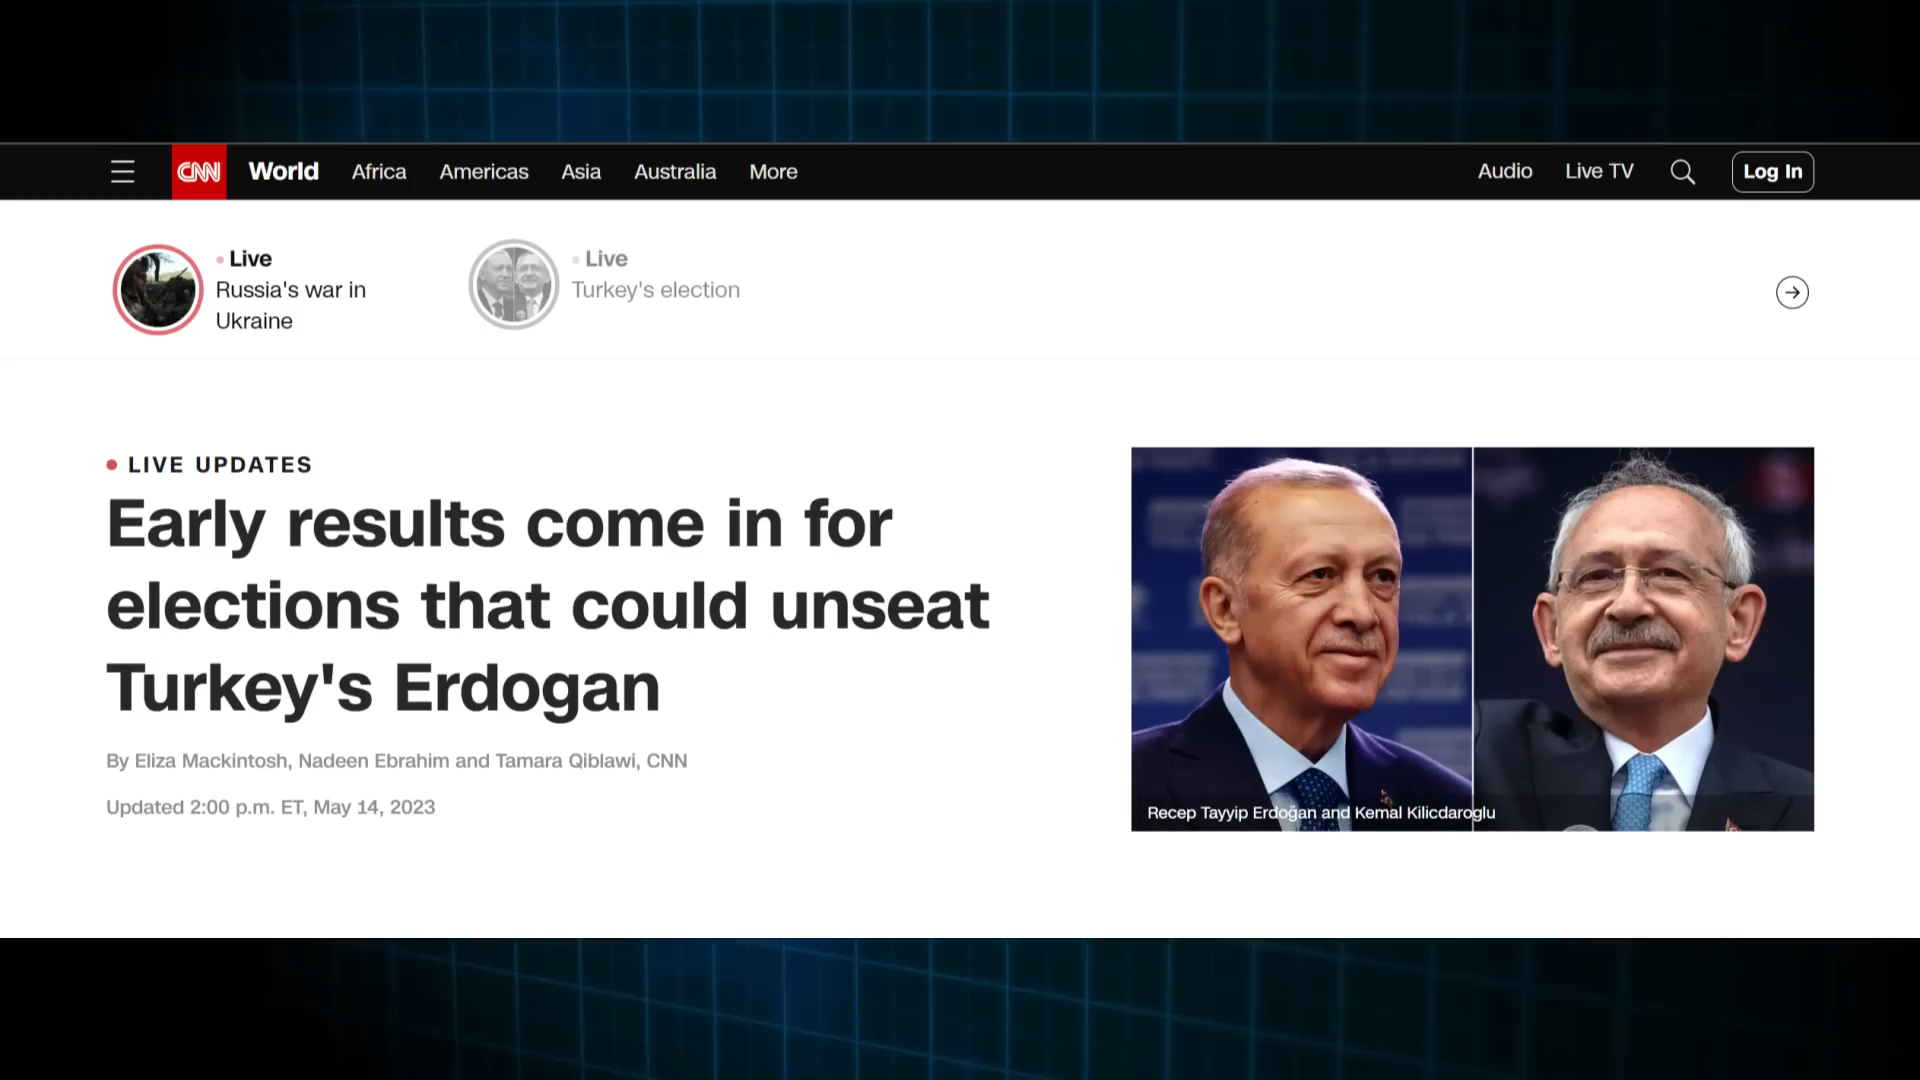 CNN World Africa Americas Asia Australia More Audio Live TV Log In
Live
Russia's war in
Ukraine
Live
Turkey's election
LIVE UPDATES
Early results come in for
elections that could unseat
Turkey's Erdogan
By Eliza Mackintosh, Nadeen Ebrahim and Tamara Qiblawi, CNN
Updated 2:00 p.m. ET, May 14, 2023
Recep Tayyip Erdoğan and Kemal Kilicdaroglu